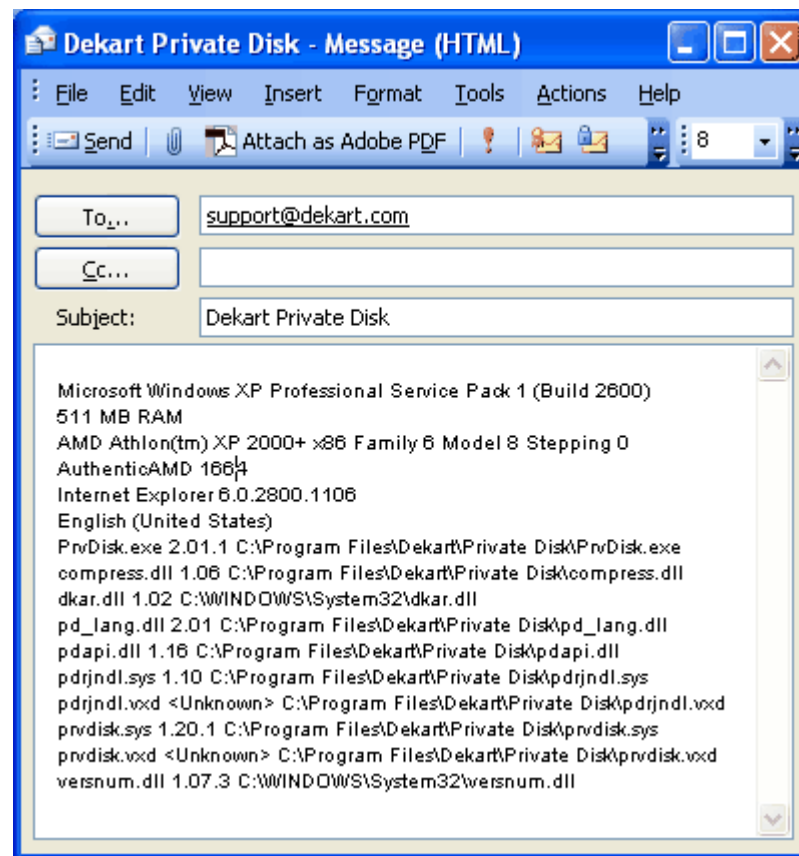 Dekart Private Disk - Message (HTML)
File Edit View Insert Format Tools Actions Help
Send Attach as Adobe PDF 8
To... support@dekart.com
Cc...
Subject: Dekart Private Disk
Microsoft Windows XP Professional Service Pack 1 (Build 2600)
511 MB RAM
AMD Athlon(tm) XP 2000+ x86 Family 6 Model 8 Stepping 0
AuthenticAMD 1664
Internet Explorer 6.0.2800.1106
English (United States)
PrvDisk.exe 2.01.1 C:\Program Files\Dekart\Private Disk\PrvDisk.exe
compress.dll 1.06 C:\Program Files\Dekart\Private Disk\compress.dll
dkar.dll 1.02 C:\WINDOWS\System32\dkar.dll
pd_lang.dll 2.01 C:\Program Files\Dekart\Private Disk\pd_lang.dll
pdapi.dll 1.16 C:\Program Files\Dekart\Private Disk\pdapi.dll
pdrjndl.sys 1.10 C:\Program Files\Dekart\Private Disk\pdrjndl.sys
pdrjndl.vxd <Unknown> C:\Program Files\Dekart\Private Disk\pdrjndl.vxd
prvdisk.sys 1.20.1 C:\Program Files\Dekart\Private Disk\prvdisk.sys
prvdisk.vxd <Unknown> C:\Program Files\Dekart\Private Disk\prvdisk.vxd
versnum.dll 1.07.3 C:\WINDOWS\System32\versnum.dll